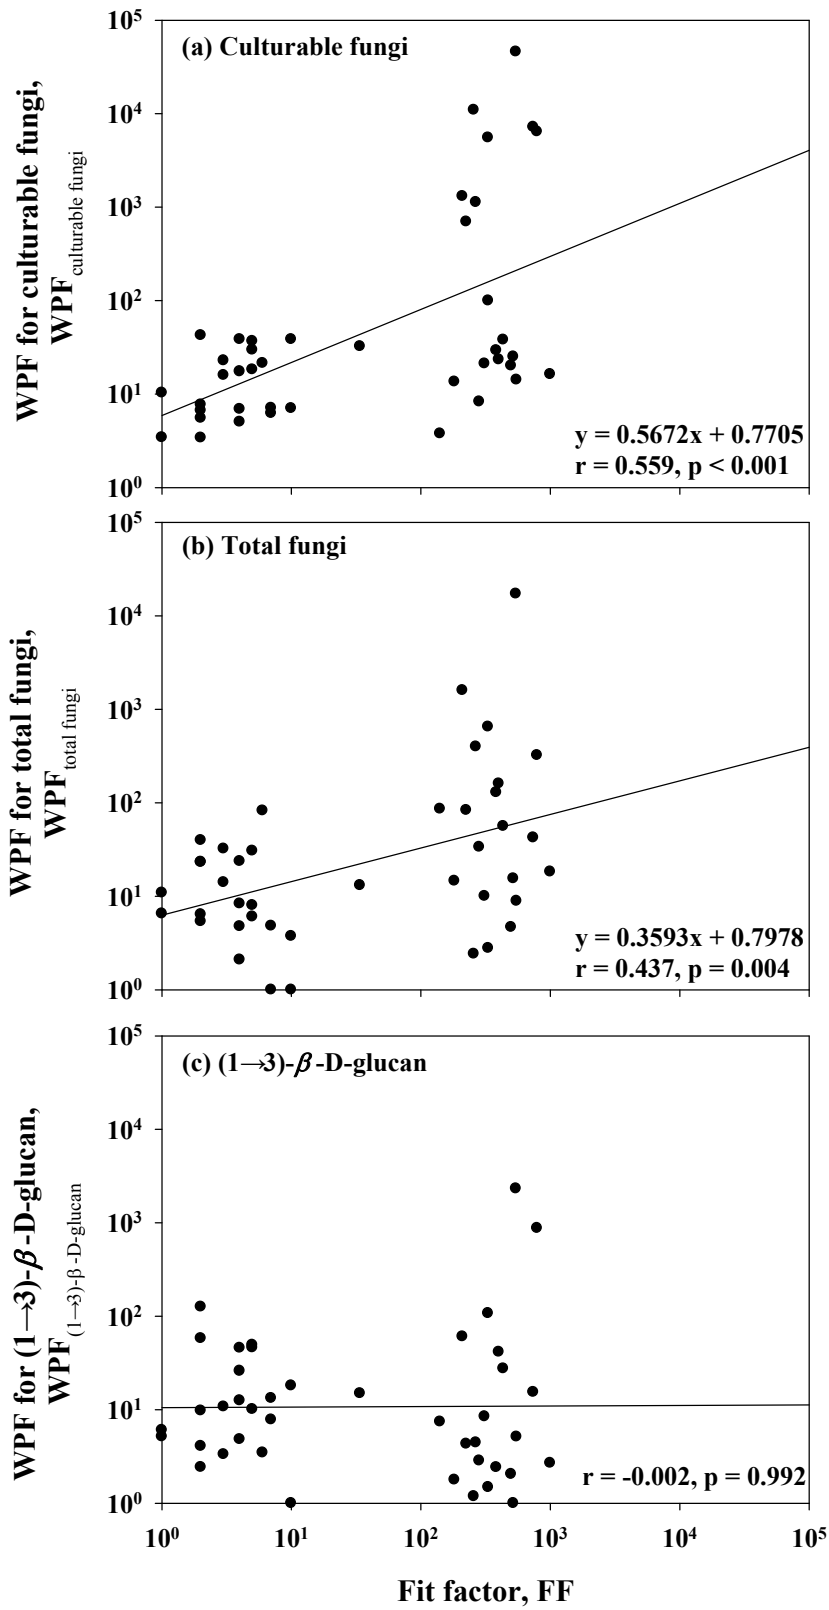 (a) Culturable fungi
WPF for culturable fungi,
WPF culturable fungi
10^5
10^4
10^3
10^2
10^1
10^0
y = 0.5672x + 0.7705
r = 0.559, p < 0.001
(b) Total fungi
WPF for total fungi,
WPF total fungi
10^5
10^4
10^3
10^2
10^1
10^0
y = 0.3593x + 0.7978
r = 0.437, p = 0.004
(c) (1→3)-β-D-glucan
WPF for (1→3)-β-D-glucan,
WPF (1→3)-β-D-glucan
10^5
10^4
10^3
10^2
10^1
10^0
r = -0.002, p = 0.992
10^0 10^1 10^2 10^3 10^4 10^5
Fit factor, FF